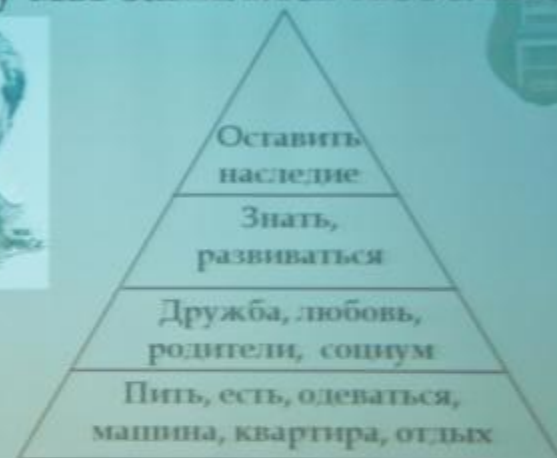 Оставить
наследие
Знать,
развиваться
Дружба, любовь,
родители, социум
Пить, есть, одеваться,
машина, квартира, отдых